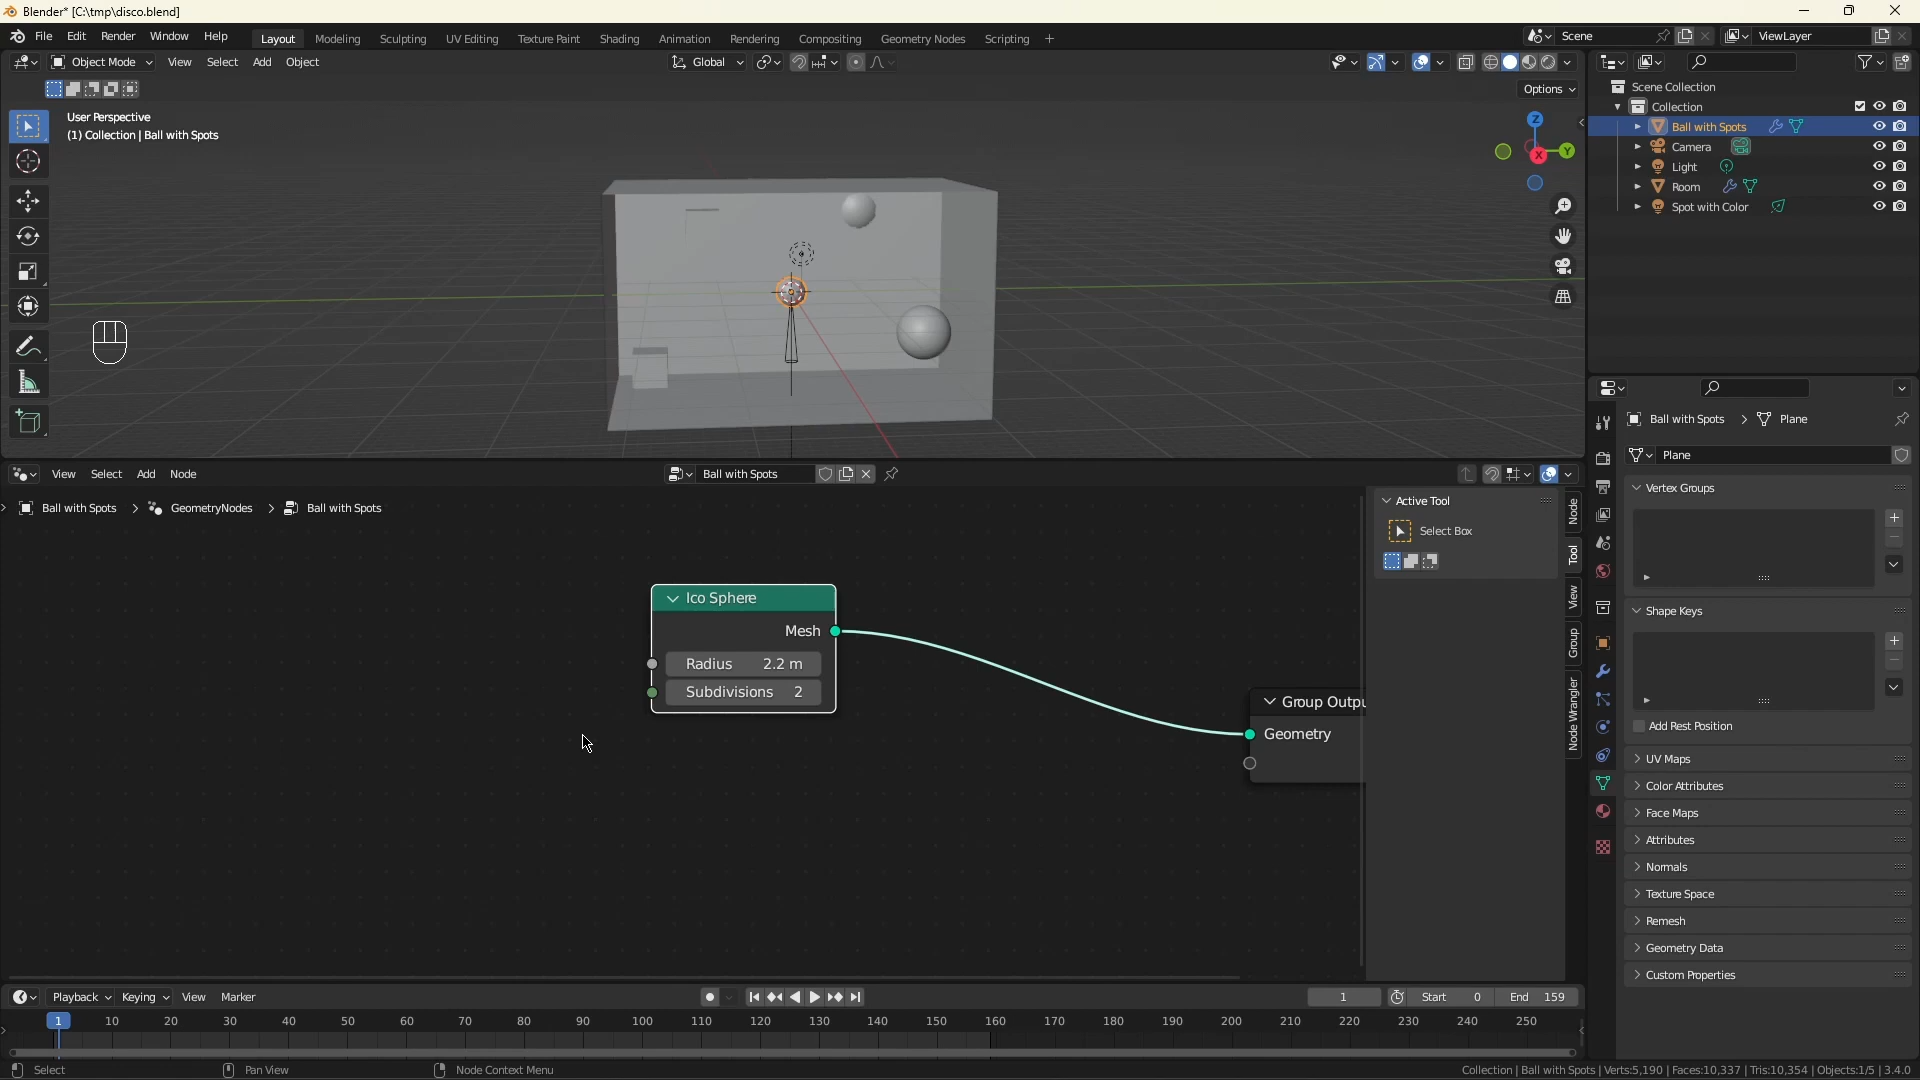 Blender* [C:\tmp\disco.blend]
File Edit Render Window Help Layout Modeling Sculpting UV Editing Texture Paint Shading Animation Rendering Compositing Geometry Nodes Scripting + Scene ViewLayer
Object Mode View Select Add Object Global
Options
User Perspective
(1) Collection | Ball with Spots
Z
Y
X
Scene Collection
Collection
Ball with Spots
Camera
Light
Room
Spot with Color
Ball with Spots > Plane
Plane
Vertex Groups
Shape Keys
Add Rest Position
UV Maps
Color Attributes
Face Maps
Attributes
Normals
Texture Space
Remesh
Geometry Data
Custom Properties
View Select Add Node Ball with Spots
Ball with Spots > GeometryNodes > Ball with Spots
Active Tool
Select Box
Node
Tool
View
Group
Node Wrangler
Ico Sphere
Mesh
Radius 2.2 m
Subdivisions 2
Group Outpu
Geometry
Playback Keying View Marker 1 Start 0 End 159
1 10 20 30 40 50 60 70 80 90 100 110 120 130 140 150 160 170 180 190 200 210 220 230 240 250
Select Pan View Node Context Menu Collection | Ball with Spots | Verts:5,190 | Faces:10,337 | Tris:10,354 | Objects:1/5 | 3.4.0